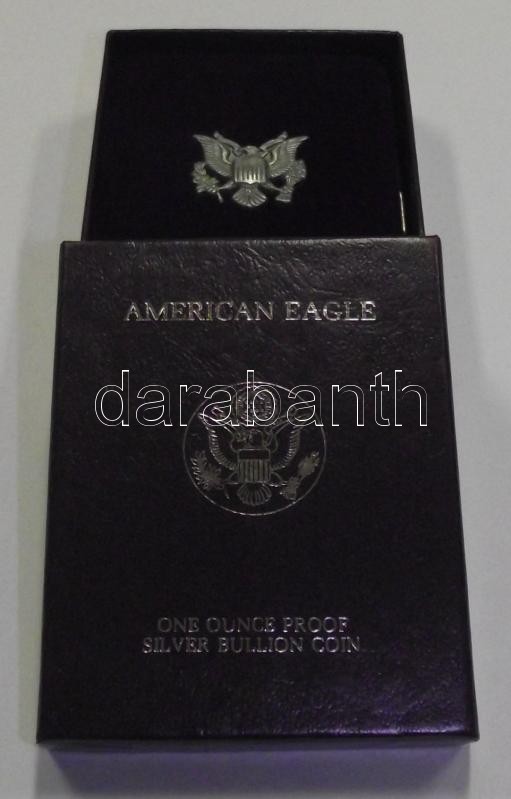 AMERICAN EAGLE
darabanth
ONE OUNCE PROOF
SILVER BULLION COIN